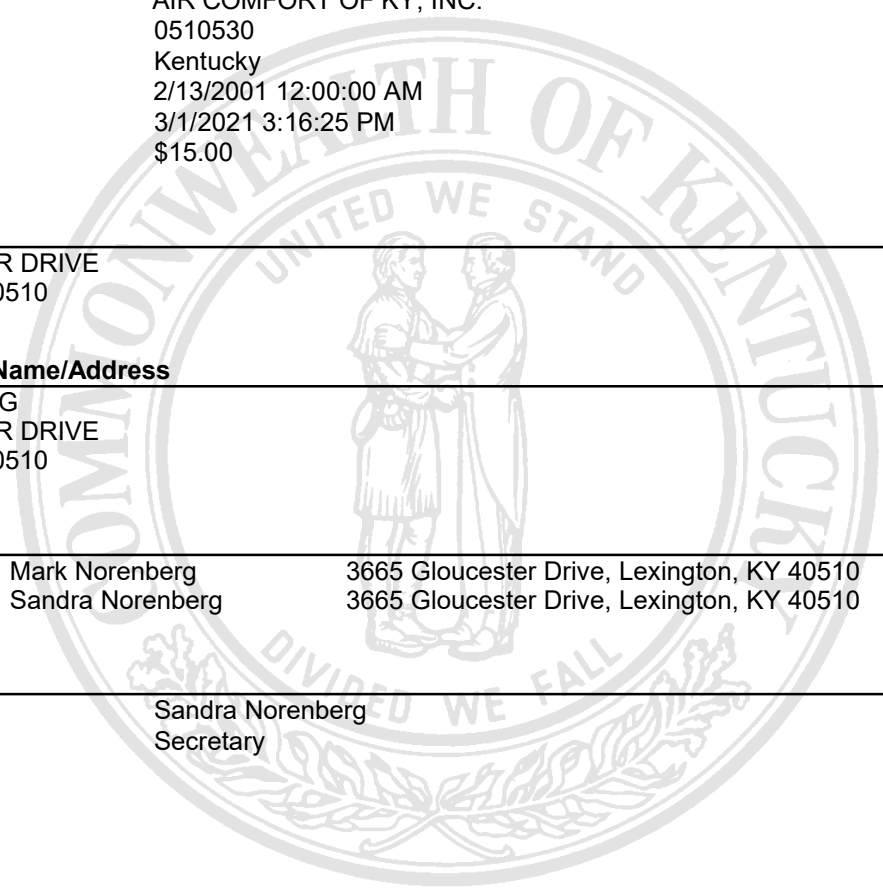 AIR COMFORT OF KY, INC.
0510530
Kentucky
2/13/2001 12:00:00 AM
3/1/2021 3:16:25 PM
$15.00
R DRIVE
0510
Name/Address
G
R DRIVE
0510
Mark Norenberg 3665 Gloucester Drive, Lexington, KY 40510
Sandra Norenberg 3665 Gloucester Drive, Lexington, KY 40510
Sandra Norenberg
Secretary
COMMONWEALTH OF KENTUCKY
UNITED WE STAND
DIVIDED WE FALL